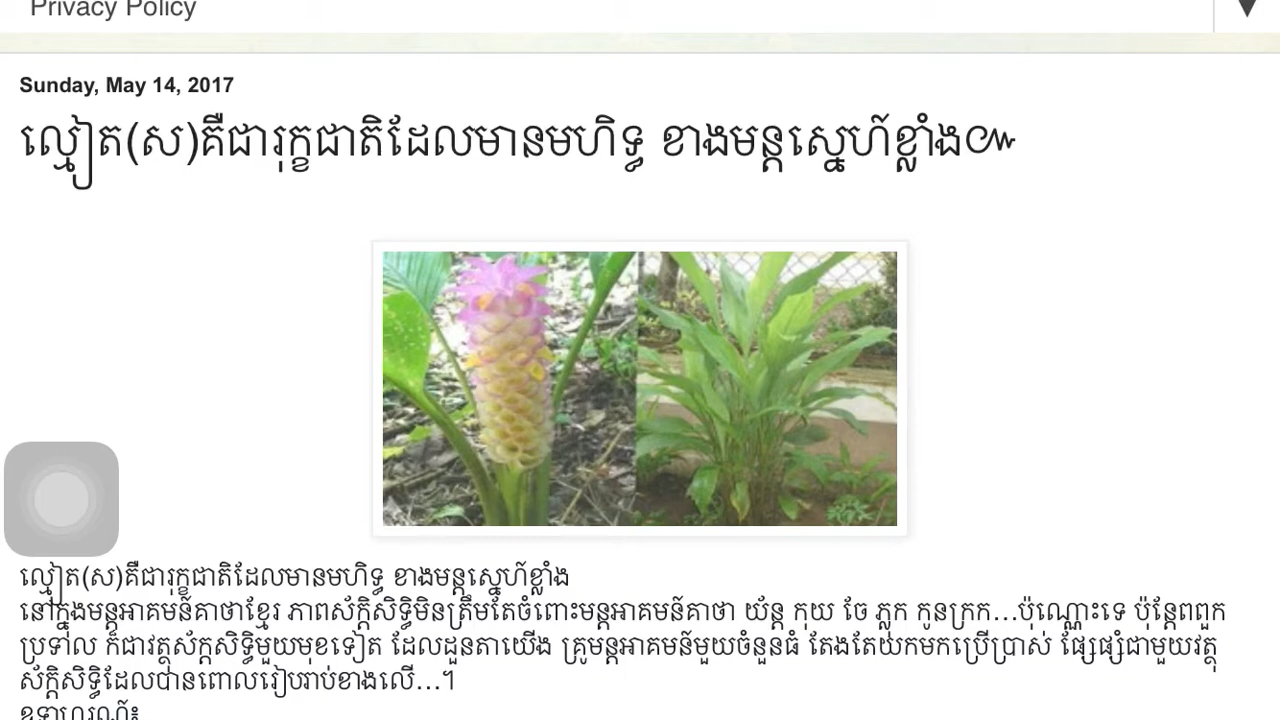 Privacy Policy
Sunday, May 14, 2017
ល្មៀត(ស)គឺជារុក្ខជាតិដែលមានមហិទ្ធ ខាងមន្តស្នេហ៍ខ្លាំង៚
ល្មៀត(ស)គឺជារុក្ខជាតិដែលមានមហិទ្ធ ខាងមន្តស្នេហ៍ខ្លាំង
នៅក្នុងមន្តអាគមន៍គាថាខ្មែរ ភាពស័ក្តិសិទ្ធិមិនត្រឹមតែចំពោះមន្តអាគមន៍គាថា យ័ន្ត កុយ ចៃ ភ្លុក កូនក្រក...ប៉ុណ្ណោះទេ ប៉ុន្តែពពួក
ប្រទាល ក៏ជាវត្ថុស័ក្តសិទ្ធិមួយមុខទៀត ដែលដួនតាយើង គ្រូមន្តអាគមន៍មួយចំនួនធំ តែងតែយកមកប្រើប្រាស់ ផ្សែផ្សំជាមួយវត្ថុ
ស័ក្តិសិទ្ធិដែលបានពោលរៀបរាប់ខាងលើ...។
ឧទាហរណ៍៖